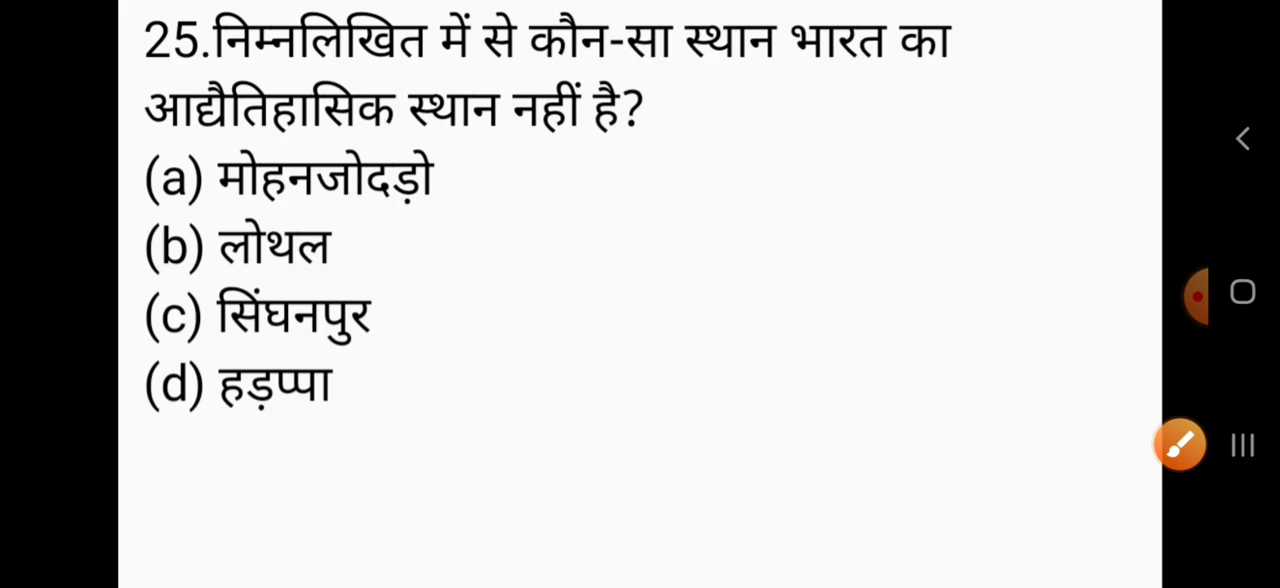 25.निम्नलिखित में से कौन-सा स्थान भारत का
आद्यैतिहासिक स्थान नहीं है?
(a) मोहनजोदड़ो
(b) लोथल
(c) सिंघनपुर
(d) हड़प्पा